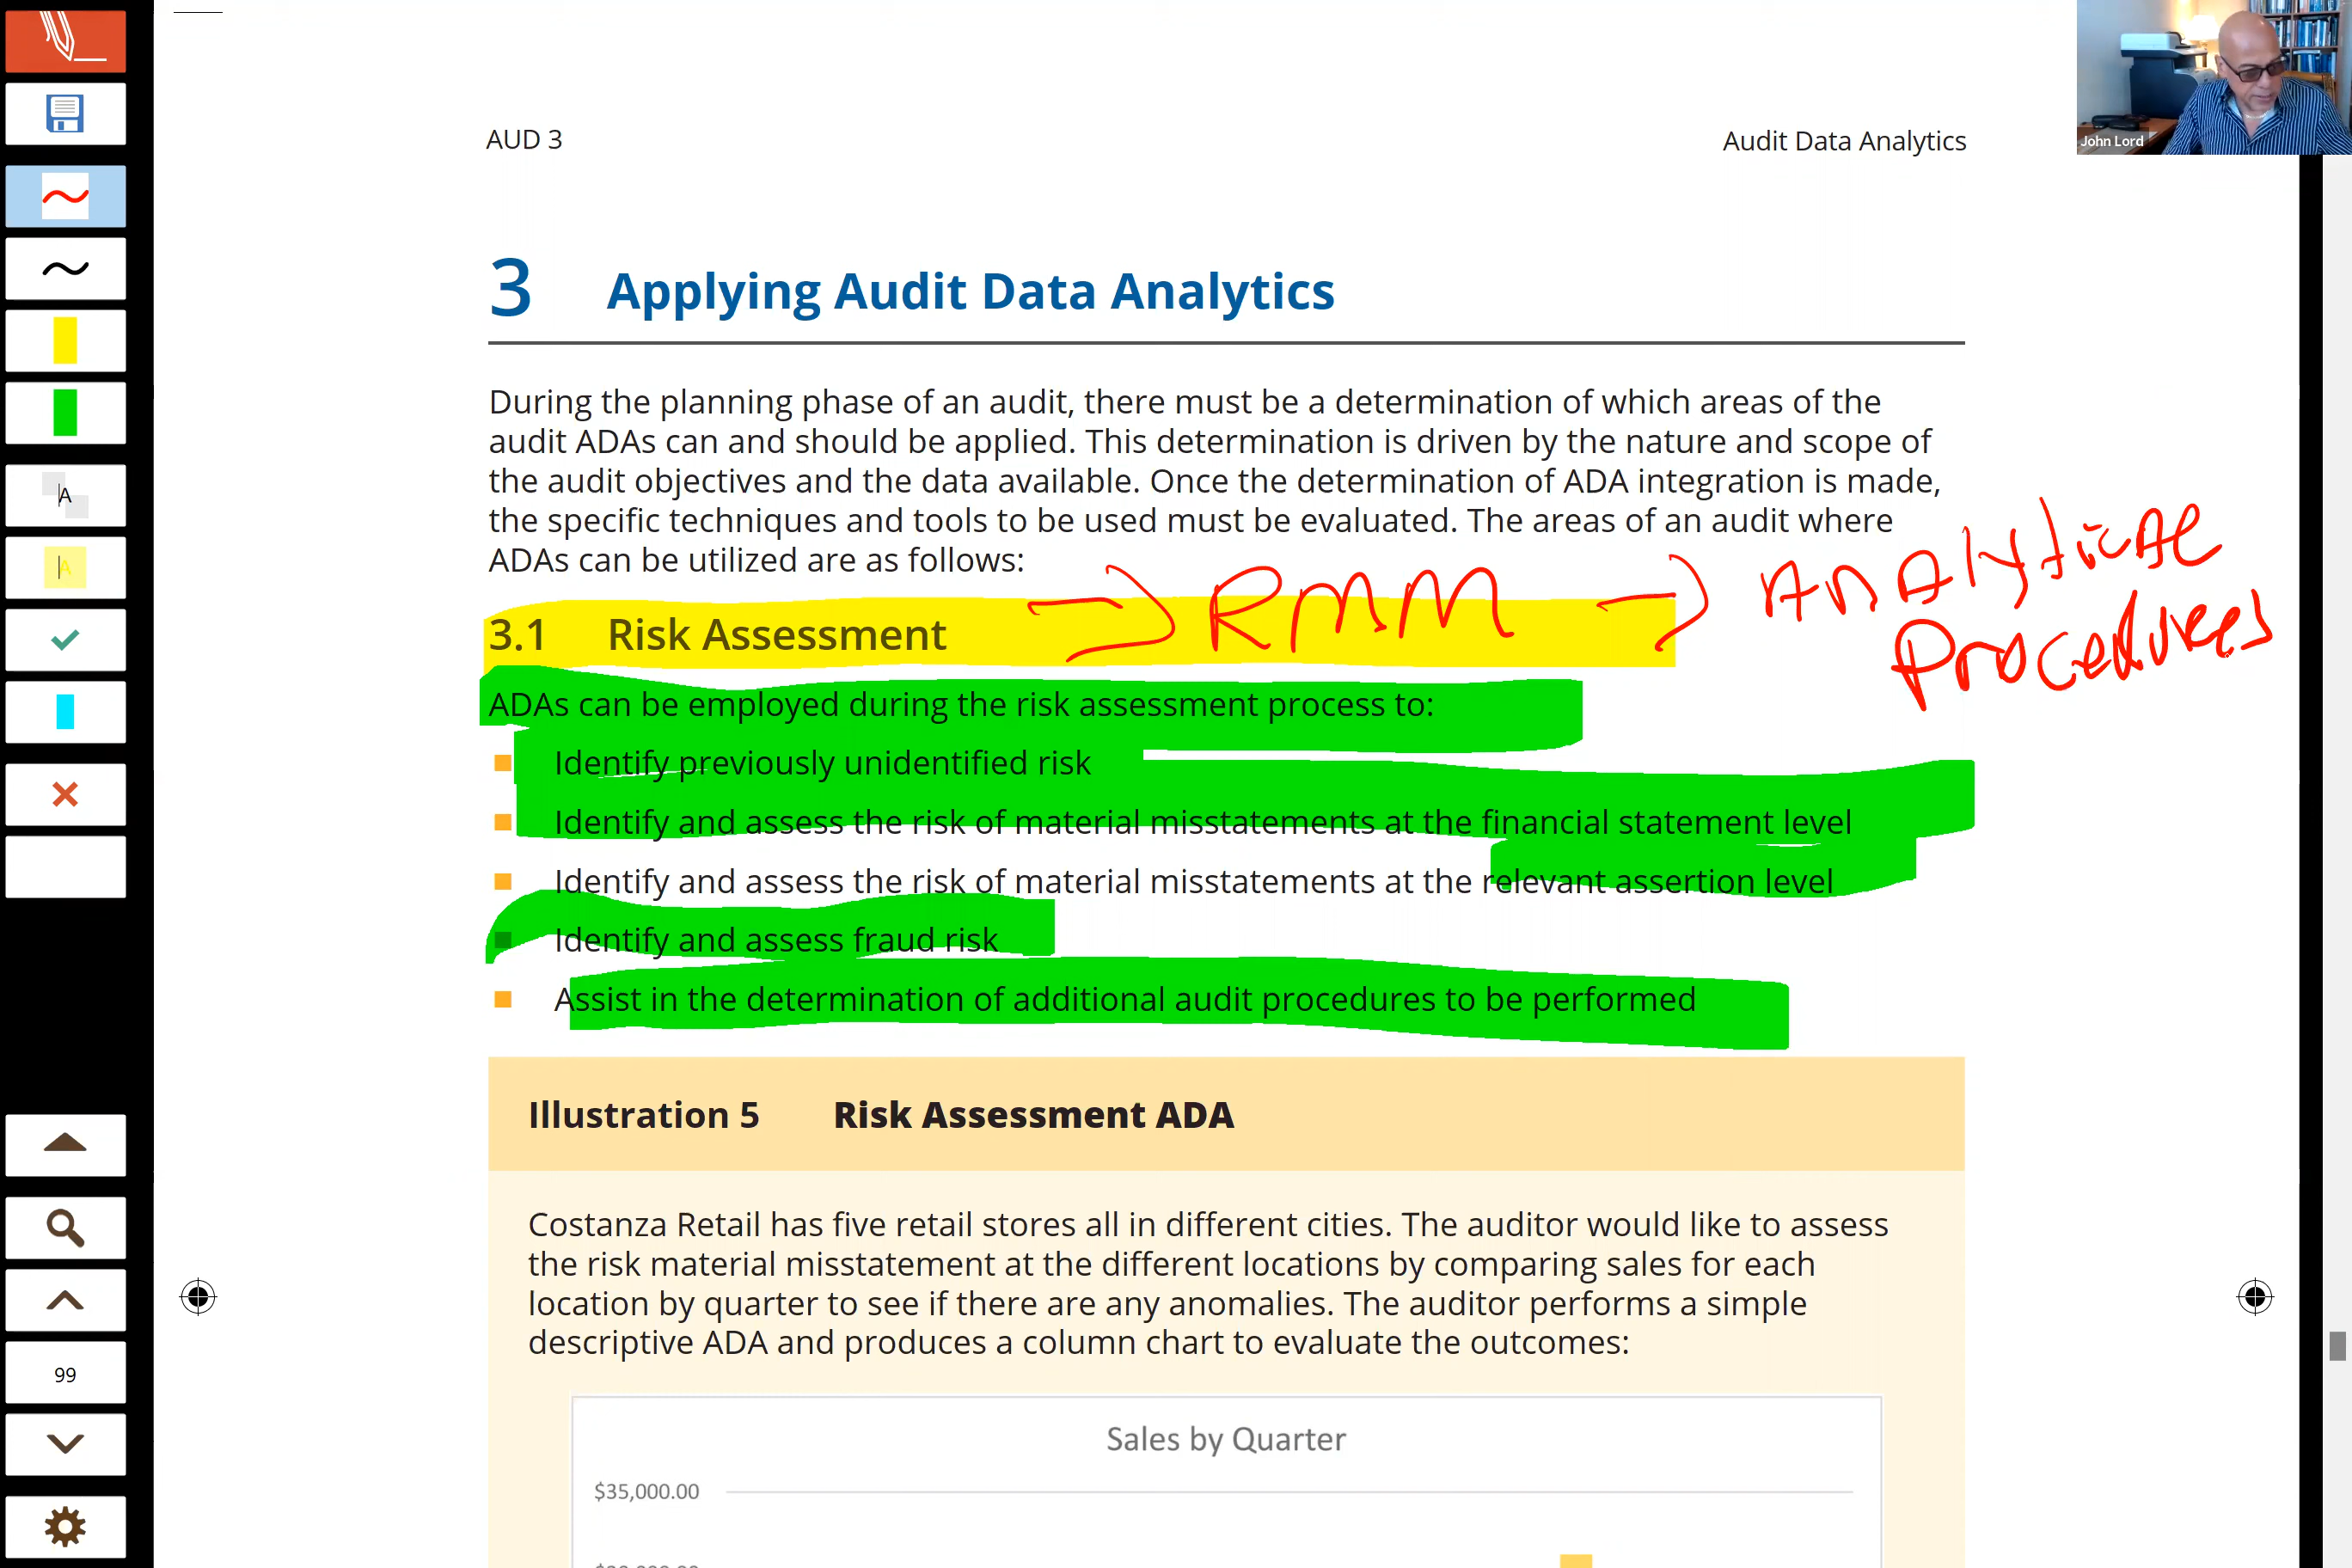 John Lord
AUD 3
Audit Data Analytics
3 Applying Audit Data Analytics
During the planning phase of an audit, there must be a determination of which areas of the
audit ADAs can and should be applied. This determination is driven by the nature and scope of
the audit objectives and the data available. Once the determination of ADA integration is made,
the specific techniques and tools to be used must be evaluated. The areas of an audit where
ADAs can be utilized are as follows:
3.1 Risk Assessment → RMM → Analytical
Procedures
ADAs can be employed during the risk assessment process to:
Identify previously unidentified risk
Identify and assess the risk of material misstatements at the financial statement level
Identify and assess the risk of material misstatements at the relevant assertion level
Identify and assess fraud risk
Assist in the determination of additional audit procedures to be performed
Illustration 5 Risk Assessment ADA
Costanza Retail has five retail stores all in different cities. The auditor would like to assess
the risk material misstatement at the different locations by comparing sales for each
location by quarter to see if there are any anomalies. The auditor performs a simple
descriptive ADA and produces a column chart to evaluate the outcomes:
Sales by Quarter
$35,000.00
A
A
99